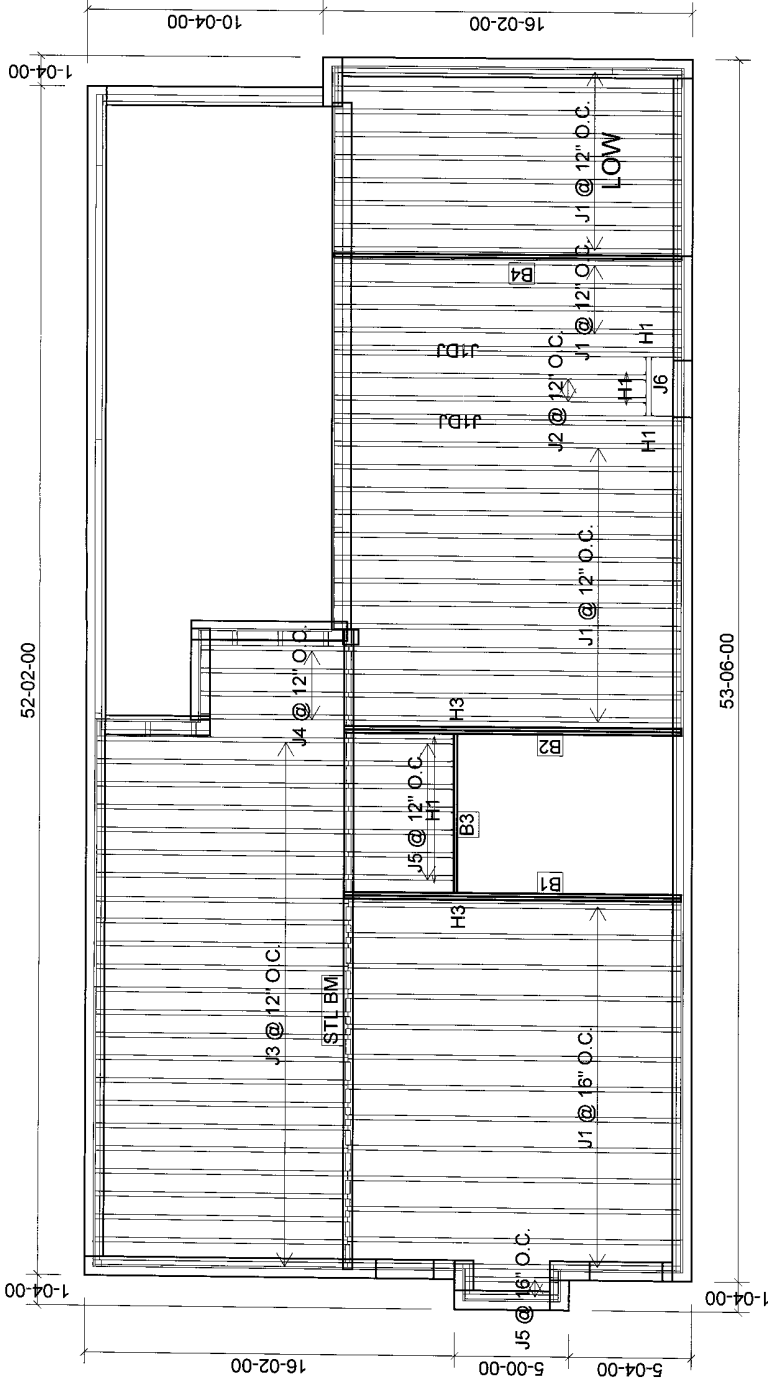 10-04-00
16-02-00
1-04-00
J1 @ 12" O.C.
LOW
B4
J1 @ 12" O.C.
J1DJ
J2 @ 12" O.C.
H1
H1
J6
J1DJ
H1
52-02-00
53-06-00
J1 @ 12" O.C.
J4 @ 12" O.C.
H3
B2
J5 @ 12" O.C.
H1
B3
B1
H3
STL BM
J3 @ 12" O.C.
J1 @ 16" O.C.
J5 @ 16" O.C.
1-04-00
1-04-00
16-02-00
5-00-00
5-04-00